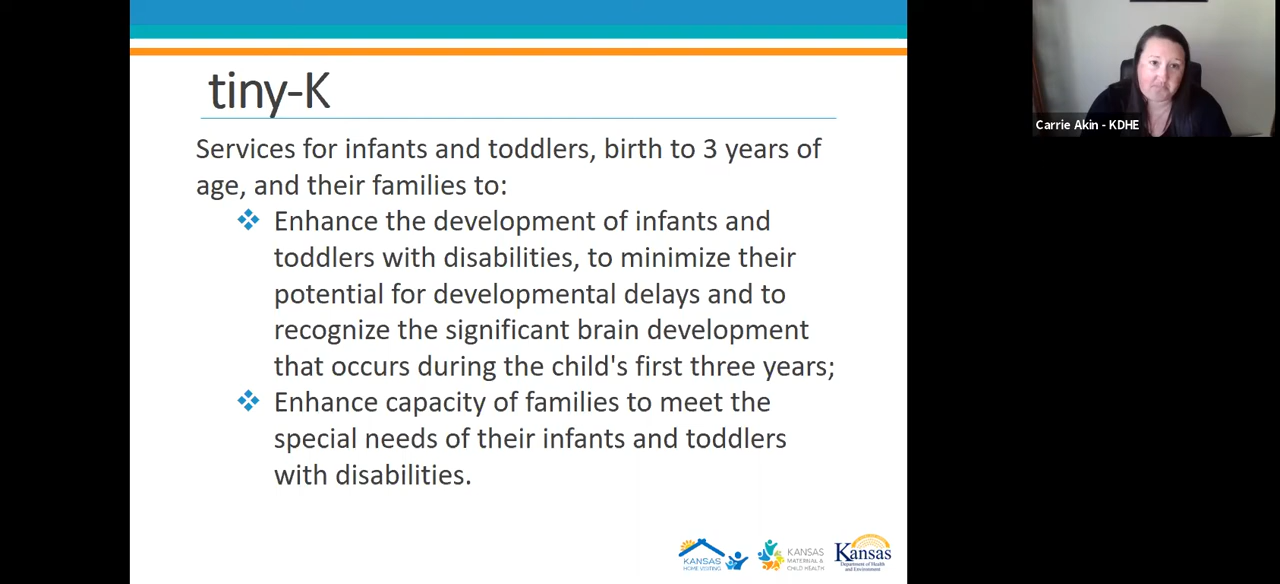 tiny-K
Services for infants and toddlers, birth to 3 years of
age, and their families to:
Enhance the development of infants and
toddlers with disabilities, to minimize their
potential for developmental delays and to
recognize the significant brain development
that occurs during the child's first three years;
Enhance capacity of families to meet the
special needs of their infants and toddlers
with disabilities.
KANSAS
HOME VISITING
KANSAS
MATERNAL &
CHILD HEALTH
Kansas
Department of Health
and Environment
Carrie Akin - KDHE